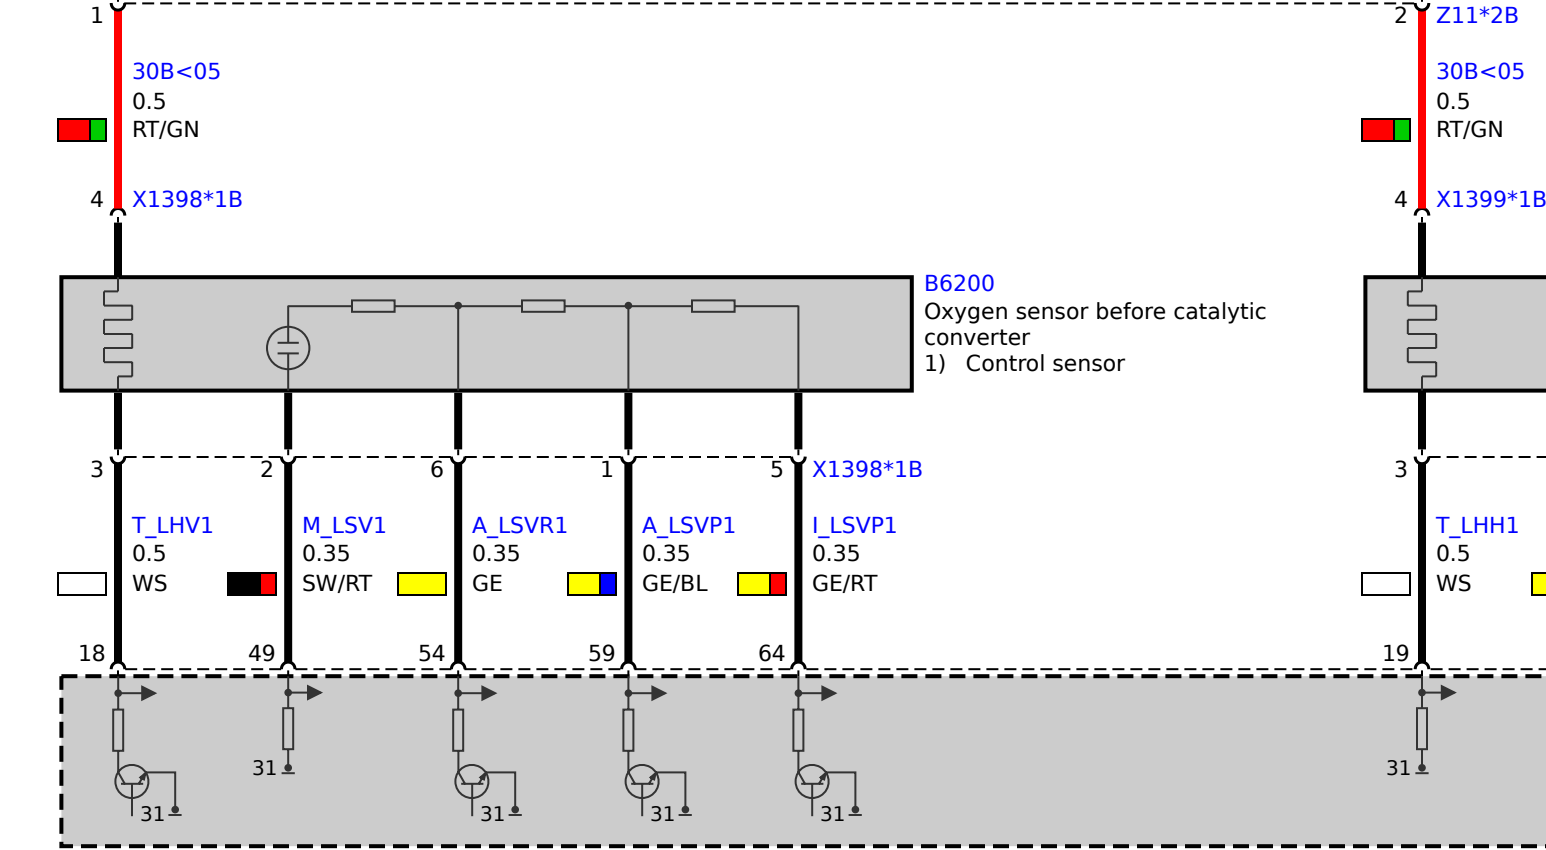 1
2 Z11*2B
30B<05
30B<05
0.5
0.5
RT/GN
RT/GN
4 X1398*1B
4 X1399*1B
B6200
Oxygen sensor before catalytic
converter
1) Control sensor
3 2 6 1 5 X1398*1B
3
T_LHV1 M_LSV1 A_LSVR1 A_LSVP1 I_LSVP1
T_LHH1
0.5 0.35 0.35 0.35 0.35
0.5
WS SW/RT GE GE/BL GE/RT
WS
18 49 54 59 64
19
31
31
31 31 31 31